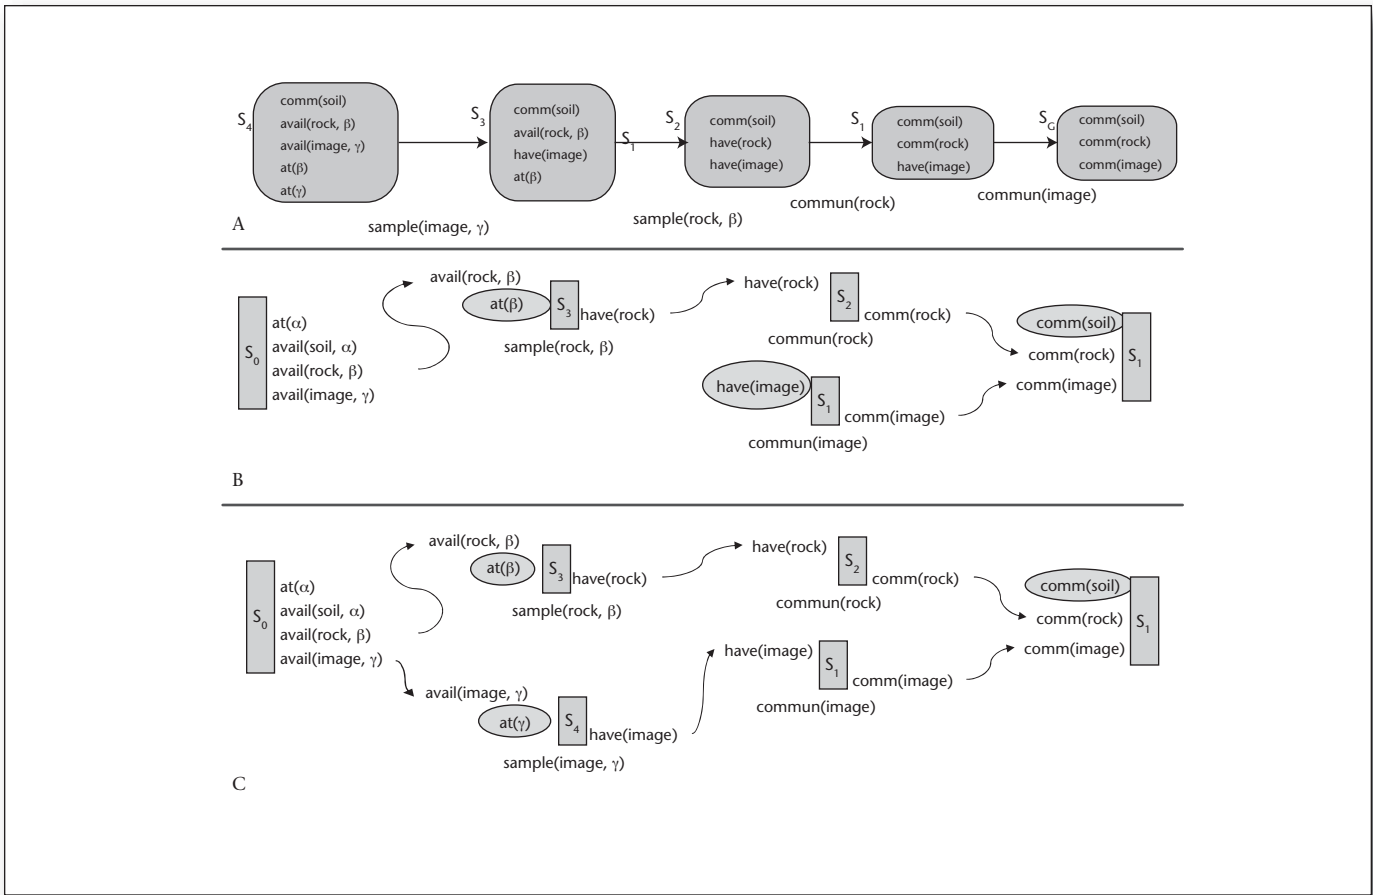 S4
comm(soil)
avail(rock, β)
avail(image, γ)
at(β)
at(γ)
S3
comm(soil)
avail(rock, β)
have(image)
at(β)
S1
S2
comm(soil)
have(rock)
have(image)
S1
comm(soil)
comm(rock)
have(image)
SG
comm(soil)
comm(rock)
comm(image)
sample(image, γ)
sample(rock, β)
commun(rock)
commun(image)
A
S0
at(α)
avail(soil, α)
avail(rock, β)
avail(image, γ)
avail(rock, β)
at(β)
S3
have(rock)
sample(rock, β)
have(rock)
S2
comm(rock)
commun(rock)
have(image)
S1
comm(image)
commun(image)
comm(soil)
comm(rock)
comm(image)
S1
B
S0
at(α)
avail(soil, α)
avail(rock, β)
avail(image, γ)
avail(rock, β)
at(β)
S3
have(rock)
sample(rock, β)
avail(image, γ)
at(γ)
S4
have(image)
sample(image, γ)
have(rock)
S2
comm(rock)
commun(rock)
have(image)
S1
comm(image)
commun(image)
comm(soil)
comm(rock)
comm(image)
S1
C